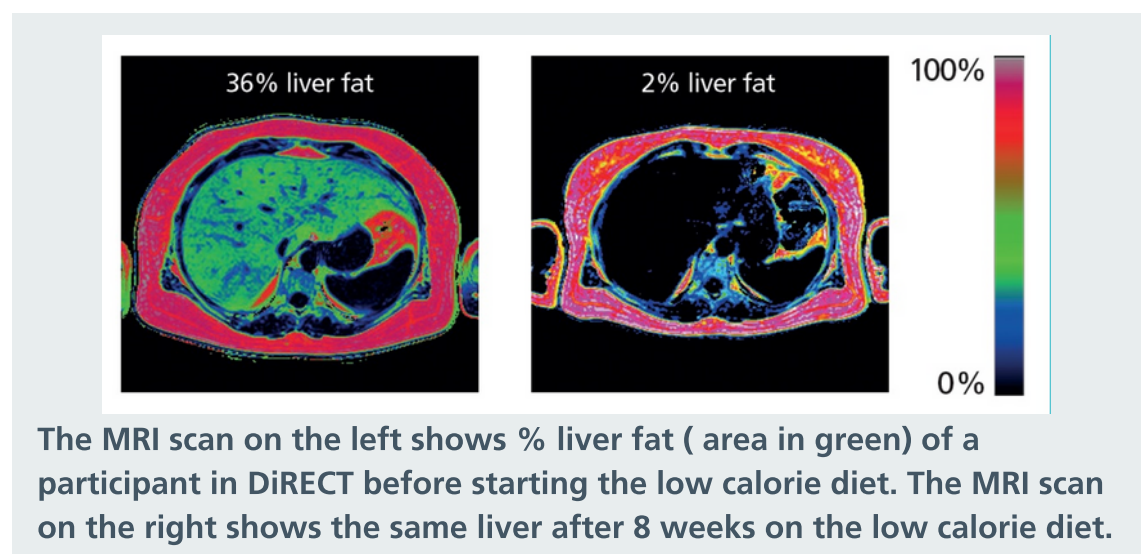 36% liver fat
2% liver fat
100%
0%
The MRI scan on the left shows % liver fat ( area in green) of a
participant in DiRECT before starting the low calorie diet. The MRI scan
on the right shows the same liver after 8 weeks on the low calorie diet.